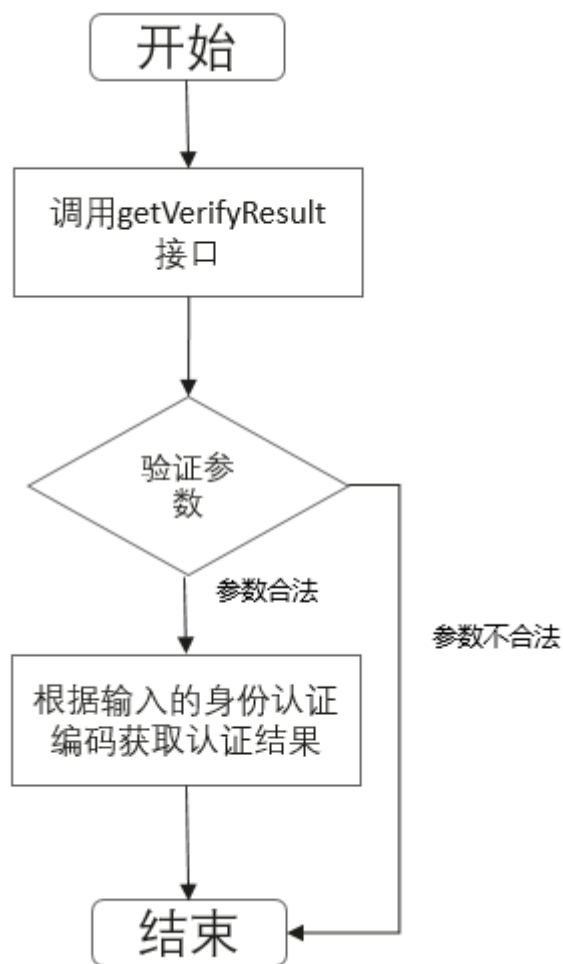 开始
调用getVerifyResult
接口
验证参
数
参数合法
参数不合法
根据输入的身份认证
编码获取认证结果
结束